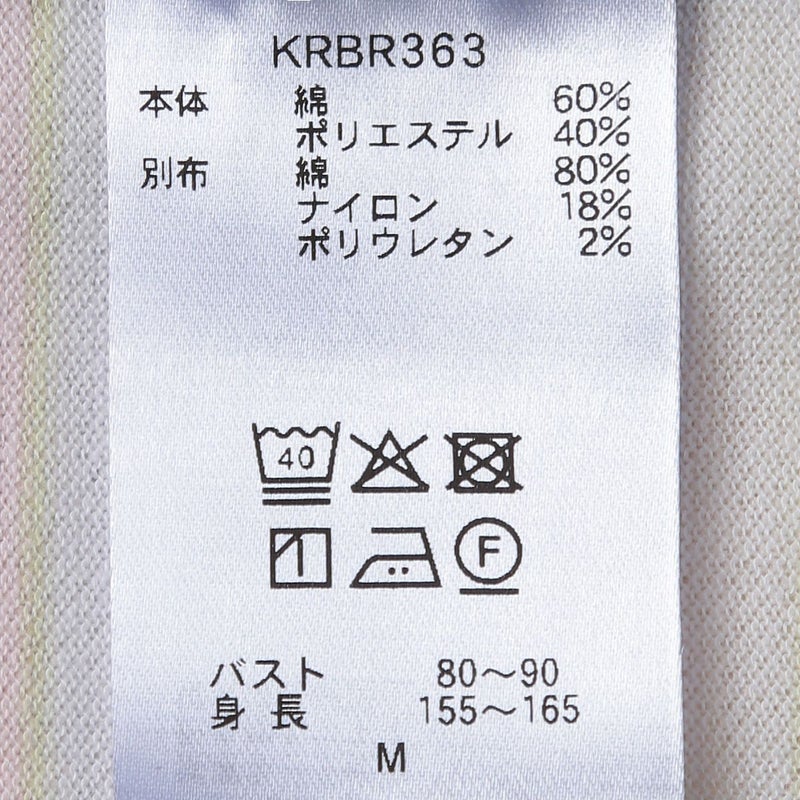 KRBR363
本体 綿 60%
ポリエステル 40%
別布 綿 80%
ナイロン 18%
ポリウレタン 2%
40
F
バスト 80〜90
身長 155〜165
M